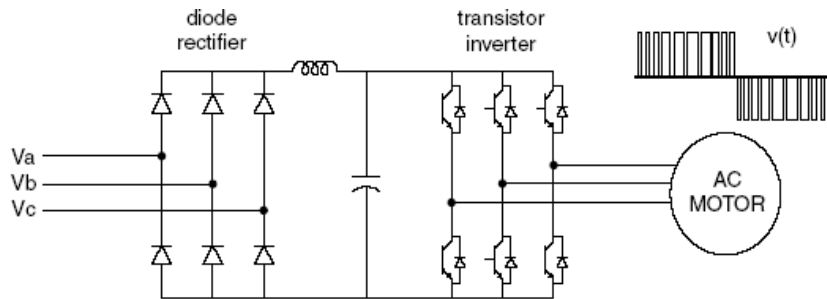 diode
rectifier
transistor
inverter
v(t)
Va
Vb
Vc
AC
MOTOR